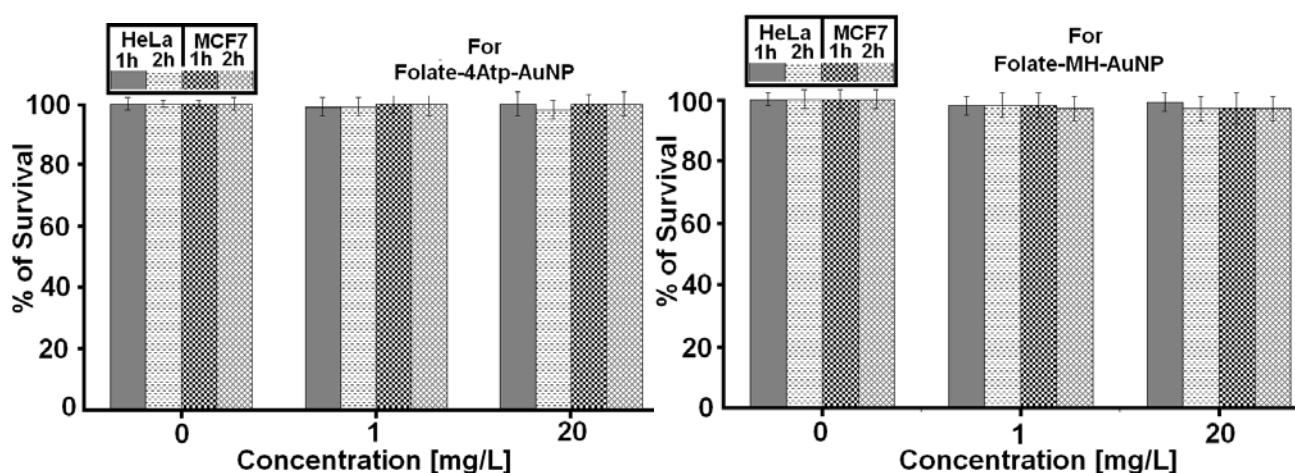 HeLa MCF7
1h 2h 1h 2h
For
Folate-4Atp-AuNP
% of Survival
100
80
60
40
20
0
0 1 20
Concentration [mg/L]
HeLa MCF7
1h 2h 1h 2h
For
Folate-MH-AuNP
% of Survival
100
80
60
40
20
0
0 1 20
Concentration [mg/L]